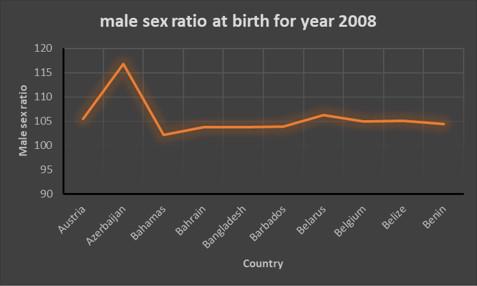 male sex ratio at birth for year 2008
120
115
110
105
100
95
90
Male sex ratio
Austria
Azerbaijan
Bahamas
Bahrain
Bangladesh
Barbados
Belarus
Belgium
Belize
Benin
Country